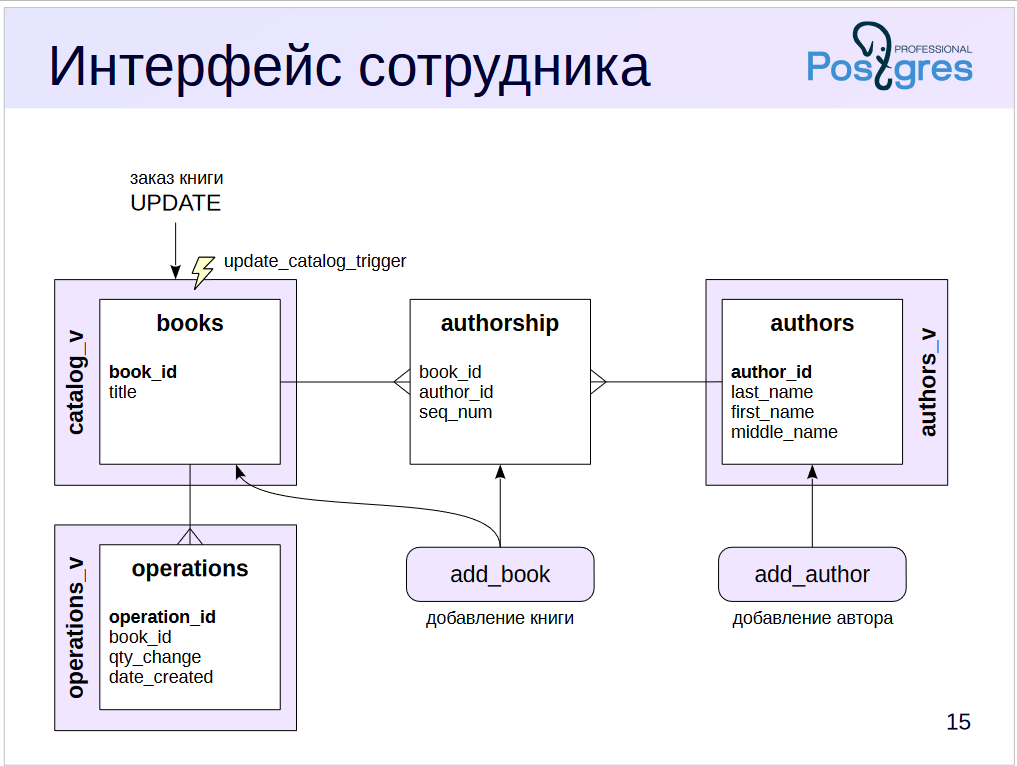 Интерфейс сотрудника
PROFESSIONAL
Postgres
заказ книги
UPDATE
update_catalog_trigger
catalog_v
books
book_id
title
authorship
book_id
author_id
seq_num
authors
author_id
last_name
first_name
middle_name
authors_v
operations_v
operations
operation_id
book_id
qty_change
date_created
add_book
добавление книги
add_author
добавление автора
15